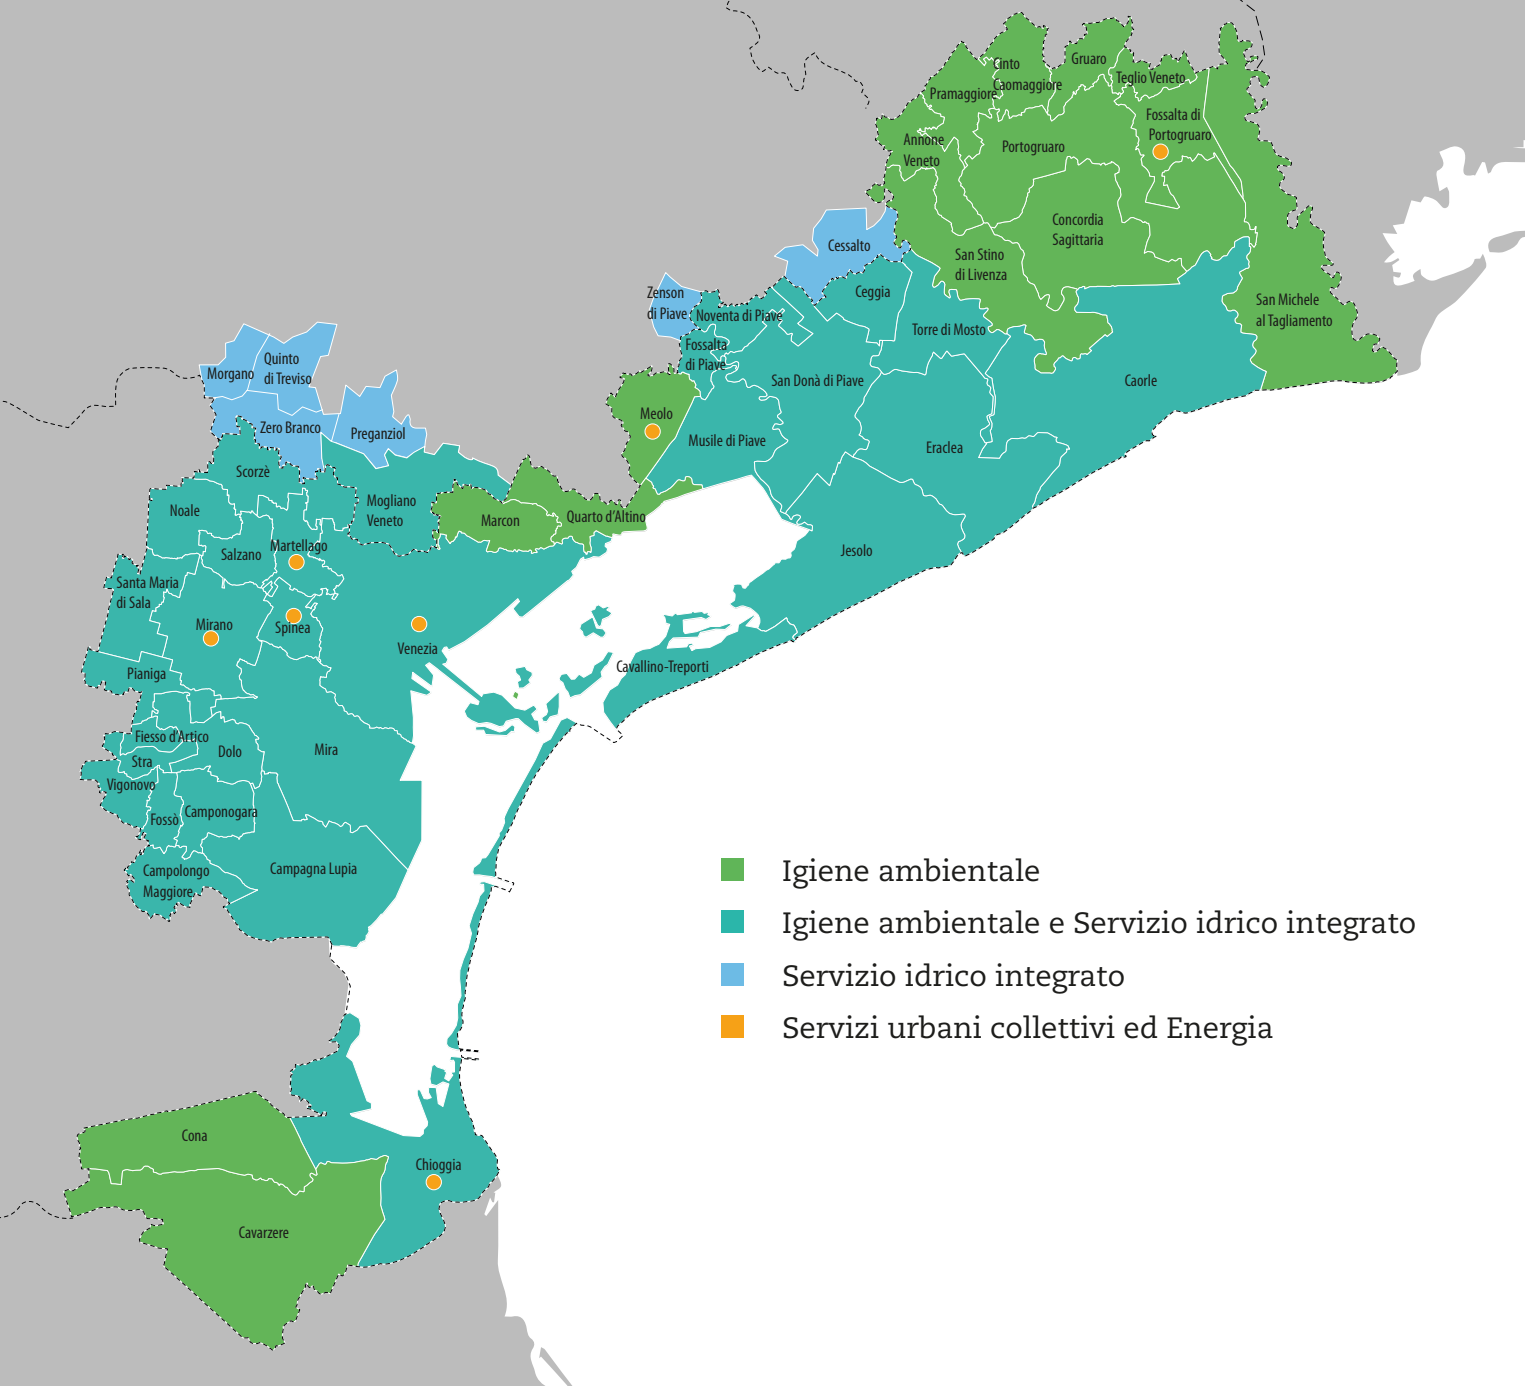 Cinto
Caomaggiore
Gruaro
Teglio Veneto
Pramaggiore
Fossalta di
Portogruaro
Annone
Veneto
Portogruaro
Concordia
Sagittaria
San Stino
di Livenza
San Michele
al Tagliamento
Cessalto
Ceggia
Zenson
di Piave
Noventa di Piave
Torre di Mosto
Fossalta
di Piave
San Donà di Piave
Caorle
Quinto
di Treviso
Morgano
Zero Branco
Preganziol
Meolo
Musile di Piave
Eraclea
Scorzè
Noale
Mogliano
Veneto
Marcon
Quarto d'Altino
Martellago
Salzano
Jesolo
Santa Maria
di Sala
Mirano
Spinea
Venezia
Pianiga
Cavallino-Treporti
Fiesso d'Artico
Dolo
Mira
Stra
Vigonovo
Fossò
Camponogara
Campolongo
Maggiore
Campagna Lupia
Igiene ambientale
Igiene ambientale e Servizio idrico integrato
Servizio idrico integrato
Servizi urbani collettivi ed Energia
Cona
Chioggia
Cavarzere